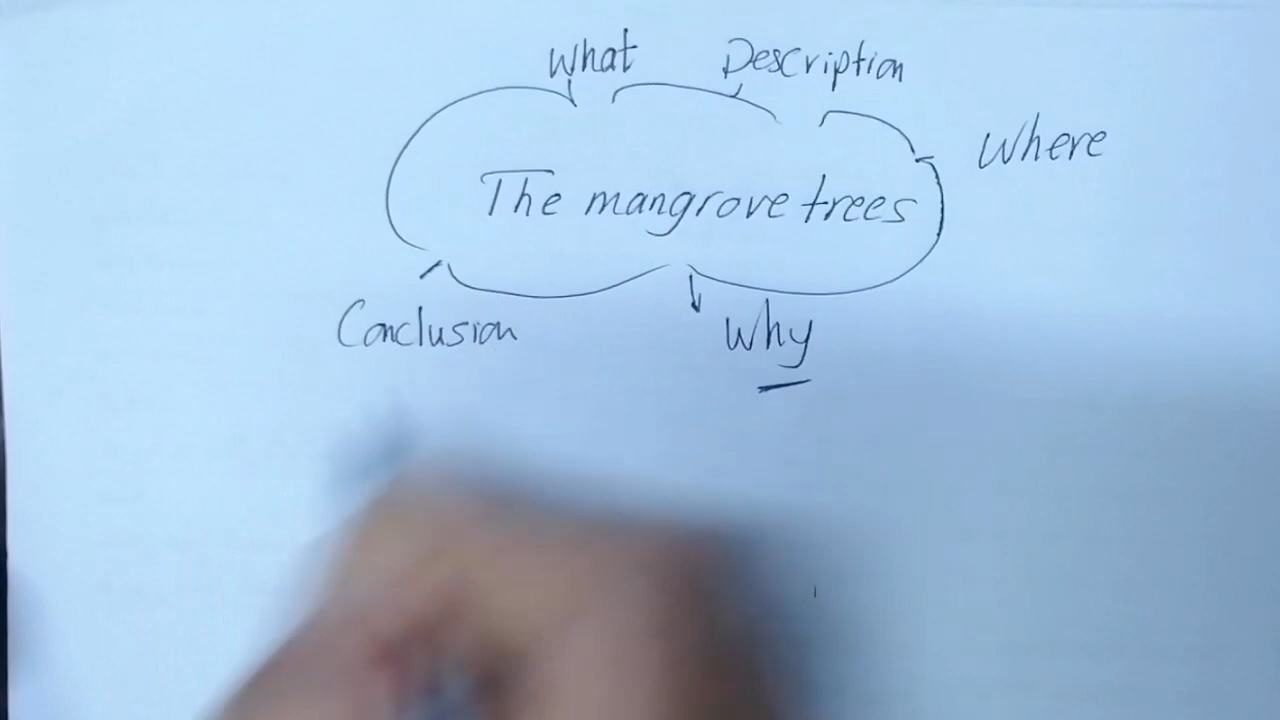 What
Description
Where
The mangrove trees
Conclusion
Why